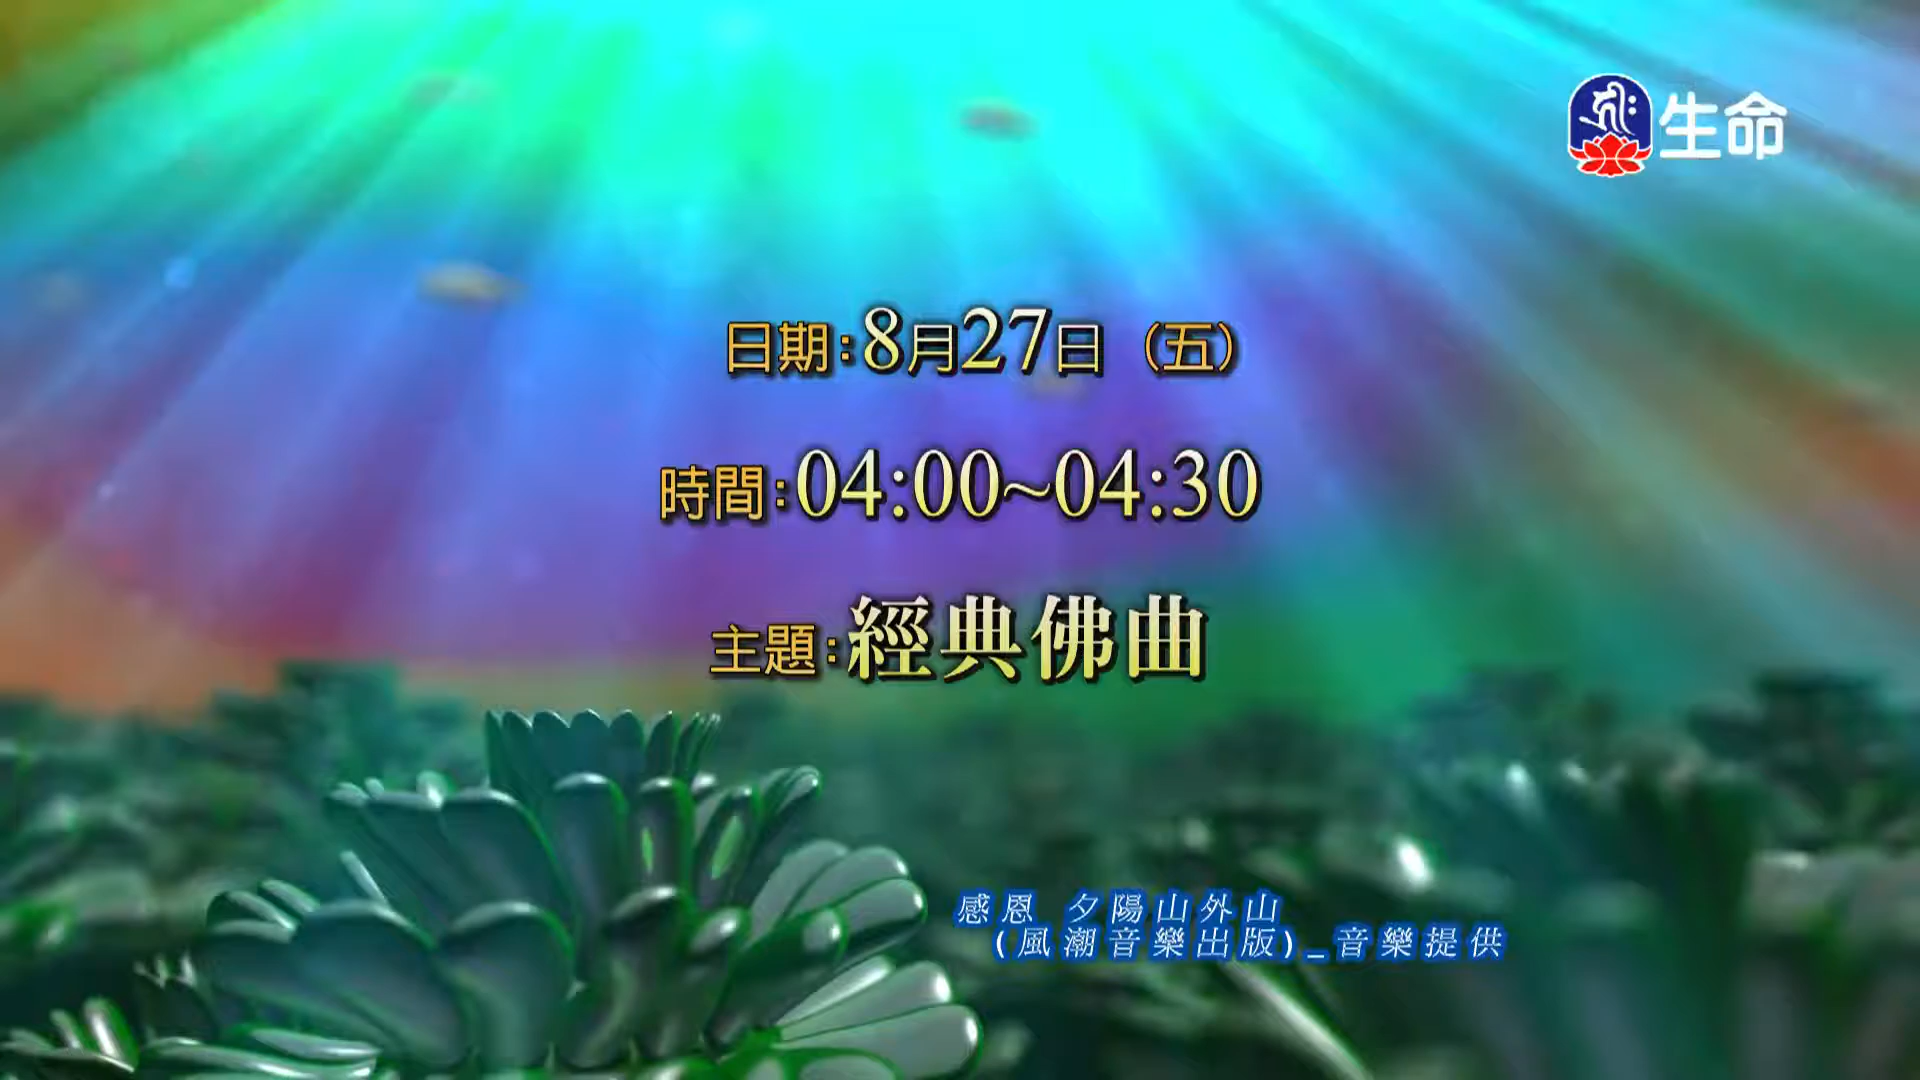 生命
日期:8月27日 (五)
時間:04:00~04:30
主題:經典佛曲
感恩 夕陽山外山
(風潮音樂出版)_音樂提供